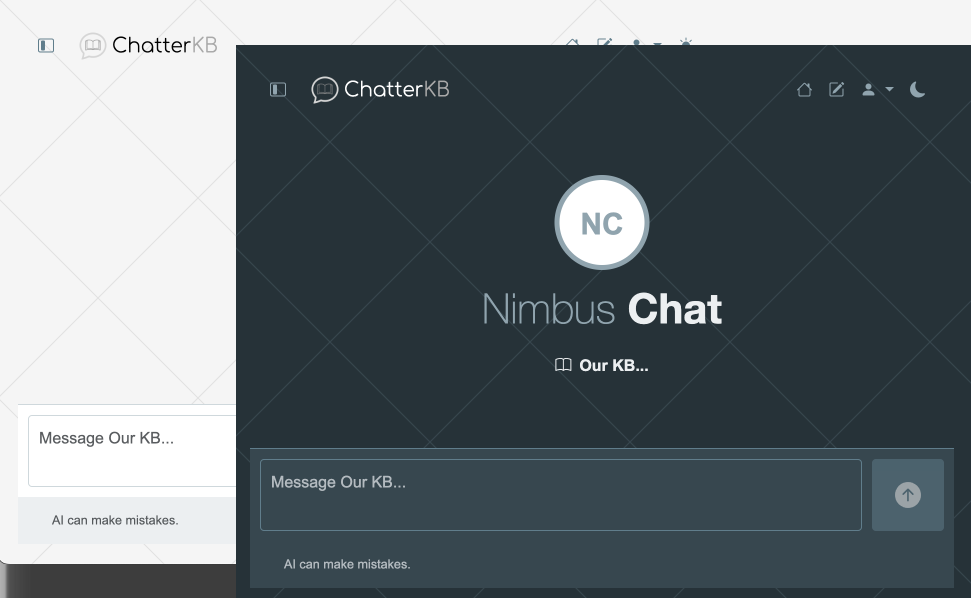 ChatterKB
ChatterKB
NC
Nimbus Chat
Our KB...
Message Our KB...
AI can make mistakes.
Message Our KB...
AI can make mistakes.